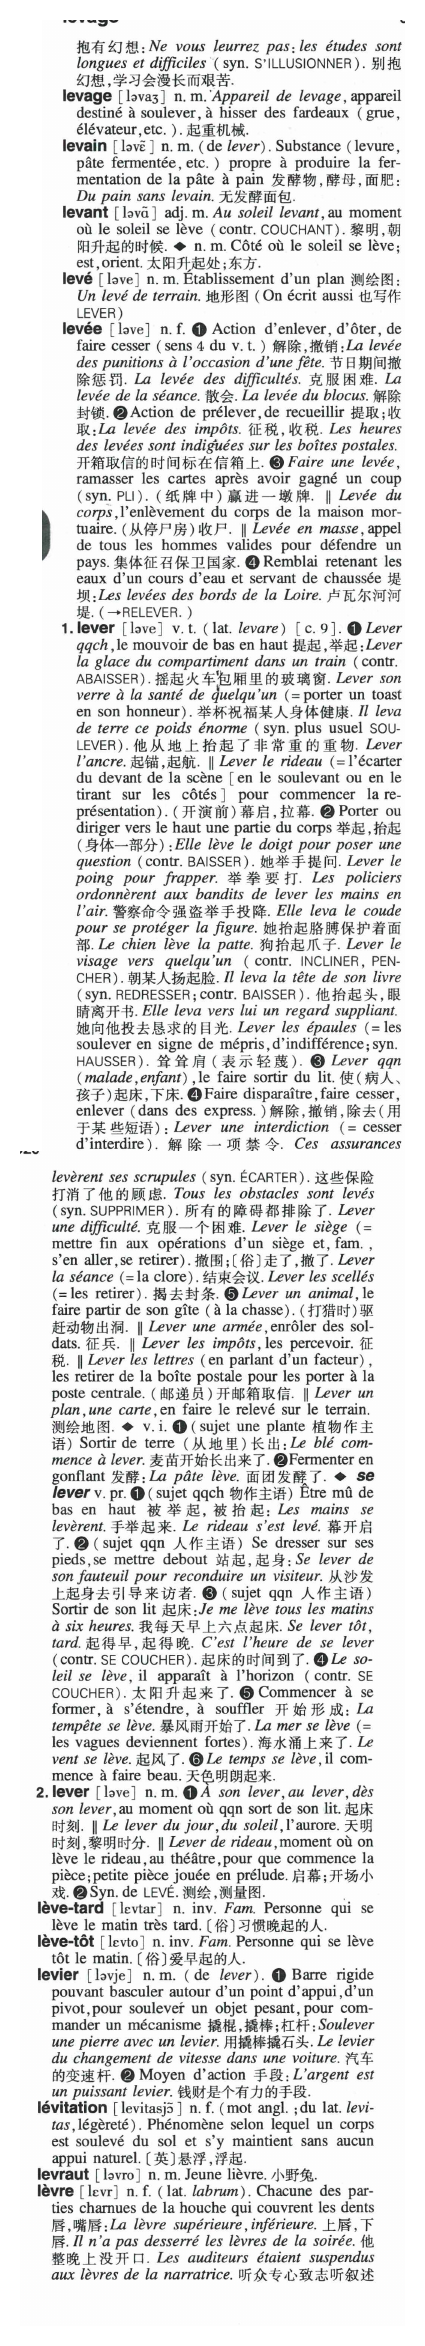 抱有幻想: Ne vous leurrez pas: les études sont
longues et difficiles (syn. S'ILLUSIONNER). 别抱
幻想,学习会漫长而艰苦.
levage [ləvaʒ] n. m. Appareil de levage, appareil
destiné à soulever, à hisser des fardeaux (grue,
élévateur, etc.). 起重机械.
levain [ləvɛ̃] n. m. (de lever). Substance (levure,
pâte fermentée, etc.) propre à produire la fer-
mentation de la pâte à pain 发酵物,酵母,面肥:
Du pain sans levain. 无发酵面包.
levant [ləvɑ̃] adj. m. Au soleil levant, au moment
où le soleil se lève (contr. COUCHANT). 黎明,朝
阳升起的时候. ◆ n. m. Côté où le soleil se lève;
est, orient. 太阳升起处;东方.
levé [ləve] n. m. Établissement d'un plan 测绘图:
Un levé de terrain. 地形图 (On écrit aussi 也写作
LEVER)
levée [ləve] n. f. ❶ Action d'enlever, d'ôter, de
faire cesser (sens 4 du v. t.) 解除,撤销: La levée
des punitions à l'occasion d'une fête. 节日期间撤
除惩罚. La levée des difficultés. 克服困难. La
levée de la séance. 散会. La levée du blocus. 解除
封锁. ❷ Action de prélever, de recueillir 提取;收
取: La levée des impôts. 征税,收税. Les heures
des levées sont indiquées sur les boîtes postales.
开箱取信的时间标在信箱上. ❸ Faire une levée,
ramasser les cartes après avoir gagné un coup
(syn. PLI). (纸牌中) 赢进一墩牌. ‖ Levée du
corps, l'enlèvement du corps de la maison mor-
tuaire. (从停尸房)收尸. ‖ Levée en masse, appel
de tous les hommes valides pour défendre un
pays. 集体征召保卫国家. ❹ Remblai retenant les
eaux d'un cours d'eau et servant de chaussée 堤
坝: Les levées des bords de la Loire. 卢瓦尔河河
堤. (→RELEVER.)
1. lever [ləve] v. t. (lat. levare) [c. 9]. ❶ Lever
qqch, le mouvoir de bas en haut 提起,举起: Lever
la glace du compartiment dans un train (contr.
ABAISSER). 摇起火车包厢里的玻璃窗. Lever son
verre à la santé de quelqu'un (= porter un toast
en son honneur). 举杯祝福某人身体健康. Il leva
de terre ce poids énorme (syn. plus usuel SOU-
LEVER). 他从地上抬起了非常重的重物. Lever
l'ancre. 起锚,起航. ‖ Lever le rideau (= l'écarter
du devant de la scène [en le soulevant ou en le
tirant sur les côtés] pour commencer la re-
présentation). (开演前)幕启,拉幕. ❷ Porter ou
diriger vers le haut une partie du corps 举起,抬起
(身体一部分): Elle lève le doigt pour poser une
question (contr. BAISSER). 她举手提问. Lever le
poing pour frapper. 举拳要打. Les policiers
ordonnèrent aux bandits de lever les mains en
l'air. 警察命令强盗举手投降. Elle leva le coude
pour se protéger la figure. 她抬起胳膊保护着面
部. Le chien lève la patte. 狗抬起爪子. Lever le
visage vers quelqu'un (contr. INCLINER, PEN-
CHER). 朝某人扬起脸. Il leva la tête de son livre
(syn. REDRESSER; contr. BAISSER). 他抬起头,眼
睛离开书. Elle leva vers lui un regard suppliant.
她向他投去恳求的目光. Lever les épaules (= les
soulever en signe de mépris, d'indifférence; syn.
HAUSSER). 耸耸肩 (表示轻蔑). ❸ Lever qqn
(malade, enfant), le faire sortir du lit. 使(病人、
孩子)起床,下床. ❹ Faire disparaître, faire cesser,
enlever (dans des express.) 解除,撤销,除去(用
于某些短语): Lever une interdiction (= cesser
d'interdire). 解除一项禁令. Ces assurances
levèrent ses scrupules (syn. ÉCARTER). 这些保险
打消了他的顾虑. Tous les obstacles sont levés
(syn. SUPPRIMER). 所有的障碍都排除了. Lever
une difficulté. 克服一个困难. Lever le siège (=
mettre fin aux opérations d'un siège et, fam.,
s'en aller, se retirer). 撤围;〔俗〕走了,撤了. Lever
la séance (= la clore). 结束会议. Lever les scellés
(= les retirer). 揭去封条. ❺ Lever un animal, le
faire partir de son gîte (à la chasse). (打猎时)驱
赶动物出洞. ‖ Lever une armée, enrôler des sol-
dats. 征兵. ‖ Lever les impôts, les percevoir. 征
税. ‖ Lever les lettres (en parlant d'un facteur),
les retirer de la boîte postale pour les porter à la
poste centrale. (邮递员)开邮箱取信. ‖ Lever un
plan, une carte, en faire le relevé sur le terrain.
测绘地图. ◆ v. i. ❶ (sujet une plante 植物作主
语) Sortir de terre (从地里)长出: Le blé com-
mence à lever. 麦苗开始长出来了. ❷ Fermenter en
gonflant 发酵: La pâte lève. 面团发酵了. ◆ se
lever v. pr. ❶ (sujet qqch 物作主语) Être mû de
bas en haut 被举起,被抬起: Les mains se
levèrent. 手举起来. Le rideau s'est levé. 幕开启
了. ❷ (sujet qqn 人作主语) Se dresser sur ses
pieds, se mettre debout 站起,起身: Se lever de
son fauteuil pour reconduire un visiteur. 从沙发
上起身去引导来访者. ❸ (sujet qqn 人作主语)
Sortir de son lit 起床: Je me lève tous les matins
à six heures. 我每天早上六点起床. Se lever tôt,
tard. 起得早,起得晚. C'est l'heure de se lever
(contr. SE COUCHER). 起床的时间到了. ❹ Le so-
leil se lève, il apparaît à l'horizon (contr. SE
COUCHER). 太阳升起来了. ❺ Commencer à se
former, à s'étendre, à souffler 开始形成: La
tempête se lève. 暴风雨开始了. La mer se lève (=
les vagues deviennent fortes). 海水涌上来了. Le
vent se lève. 起风了. ❻ Le temps se lève, il com-
mence à faire beau. 天色明朗起来.
2. lever [ləve] n. m. ❶ À son lever, au lever, dès
son lever, au moment où qqn sort de son lit. 起床
时刻. ‖ Le lever du jour, du soleil, l'aurore. 天明
时刻,黎明时分. ‖ Lever de rideau, moment où on
lève le rideau, au théâtre, pour que commence la
pièce; petite pièce jouée en prélude. 启幕;开场小
戏. ❷ Syn. de LEVÉ. 测绘,测量图.
lève-tard [lɛvtar] n. inv. Fam. Personne qui se
lève le matin très tard. 〔俗〕习惯晚起的人.
lève-tôt [lɛvto] n. inv. Fam. Personne qui se lève
tôt le matin. 〔俗〕爱早起的人.
levier [ləvje] n. m. (de lever). ❶ Barre rigide
pouvant basculer autour d'un point d'appui, d'un
pivot, pour soulever un objet pesant, pour com-
mander un mécanisme 撬棍,撬棒;杠杆: Soulever
une pierre avec un levier. 用撬棒撬石头. Le levier
du changement de vitesse dans une voiture. 汽车
的变速杆. ❷ Moyen d'action 手段: L'argent est
un puissant levier. 钱财是个有力的手段.
lévitation [levitasjɔ̃] n. f. (mot angl.; du lat. levi-
tas, légèreté). Phénomène selon lequel un corps
est soulevé du sol et s'y maintient sans aucun
appui naturel. 〔英〕悬浮,浮起.
levraut [ləvro] n. m. Jeune lièvre. 小野兔.
lèvre [lɛvr] n. f. (lat. labrum). Chacune des par-
ties charnues de la houche qui couvrent les dents
唇,嘴唇: La lèvre supérieure, inférieure. 上唇,下
唇. Il n'a pas desserré les lèvres de la soirée. 他
整晚上没开口. Les auditeurs étaient suspendus
aux lèvres de la narratrice. 听众专心致志听叙述